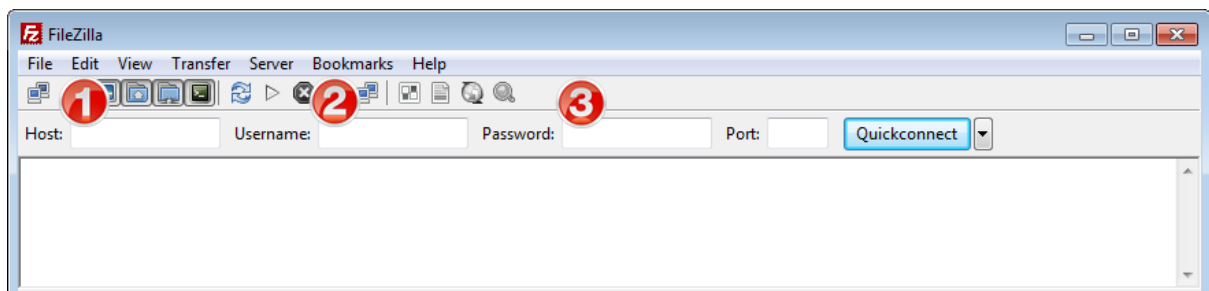 FileZilla
File Edit View Transfer Server Bookmarks Help
1 2 3
Host: Username: Password: Port: Quickconnect